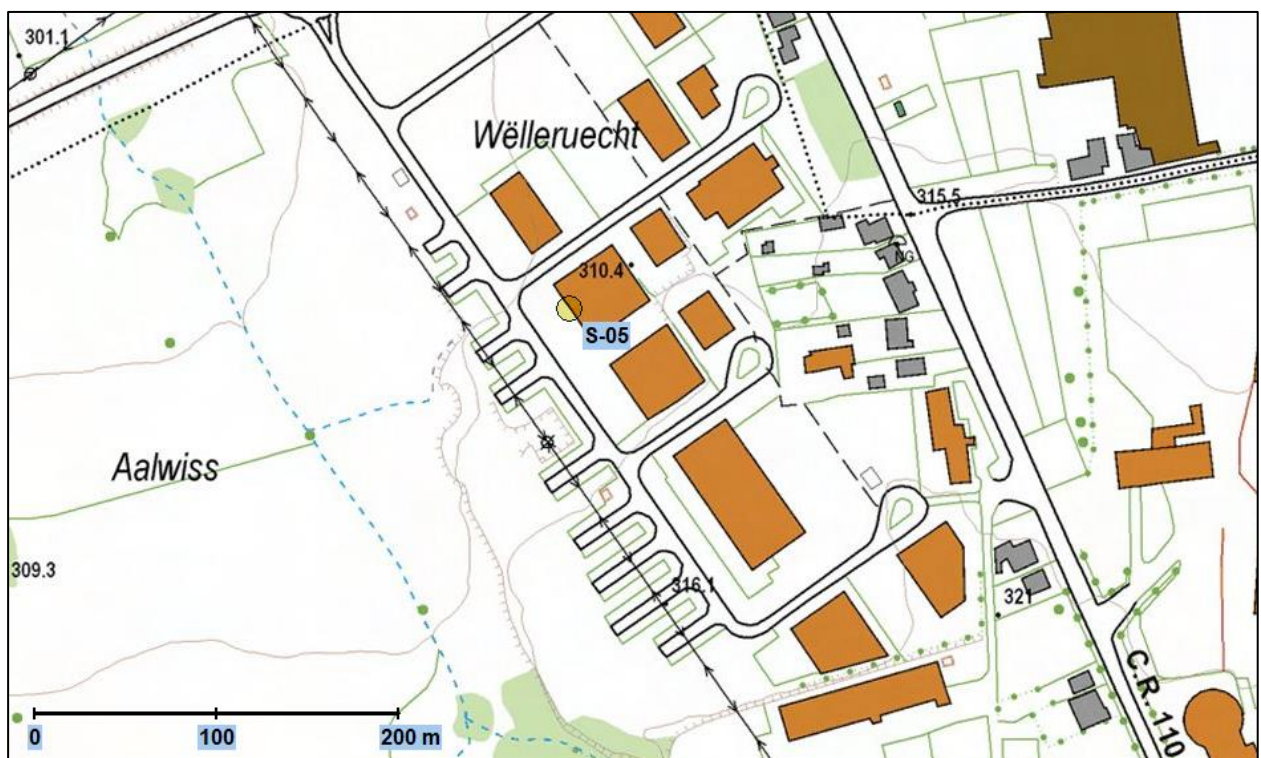 301.1
Wëlleruecht
315.5
310.4
NG
S-05
Aalwiss
309.3
316.1
321
C.R. 110
0 100 200 m